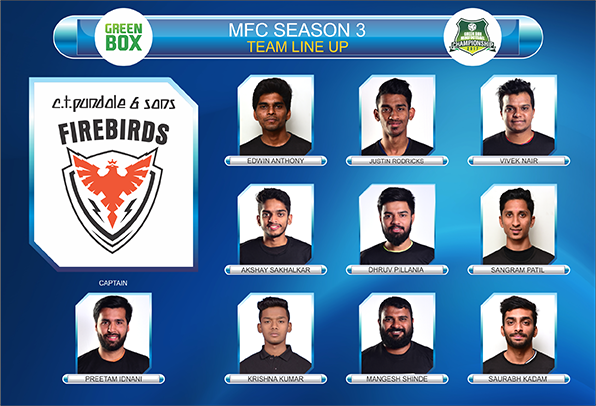 GREEN
BOX
MFC SEASON 3
TEAM LINE UP
CHAMPIONSHIP
c.t.pundole & sons
FIREBIRDS
EDWIN ANTHONY
JUSTIN RODRICKS
VIVEK NAIR
AKSHAY SAKHALKAR
DHRUV PILLANIA
SANGRAM PATIL
CAPTAIN
PREETAM IDNANI
KRISHNA KUMAR
MANGESH SHINDE
SAURABH KADAM